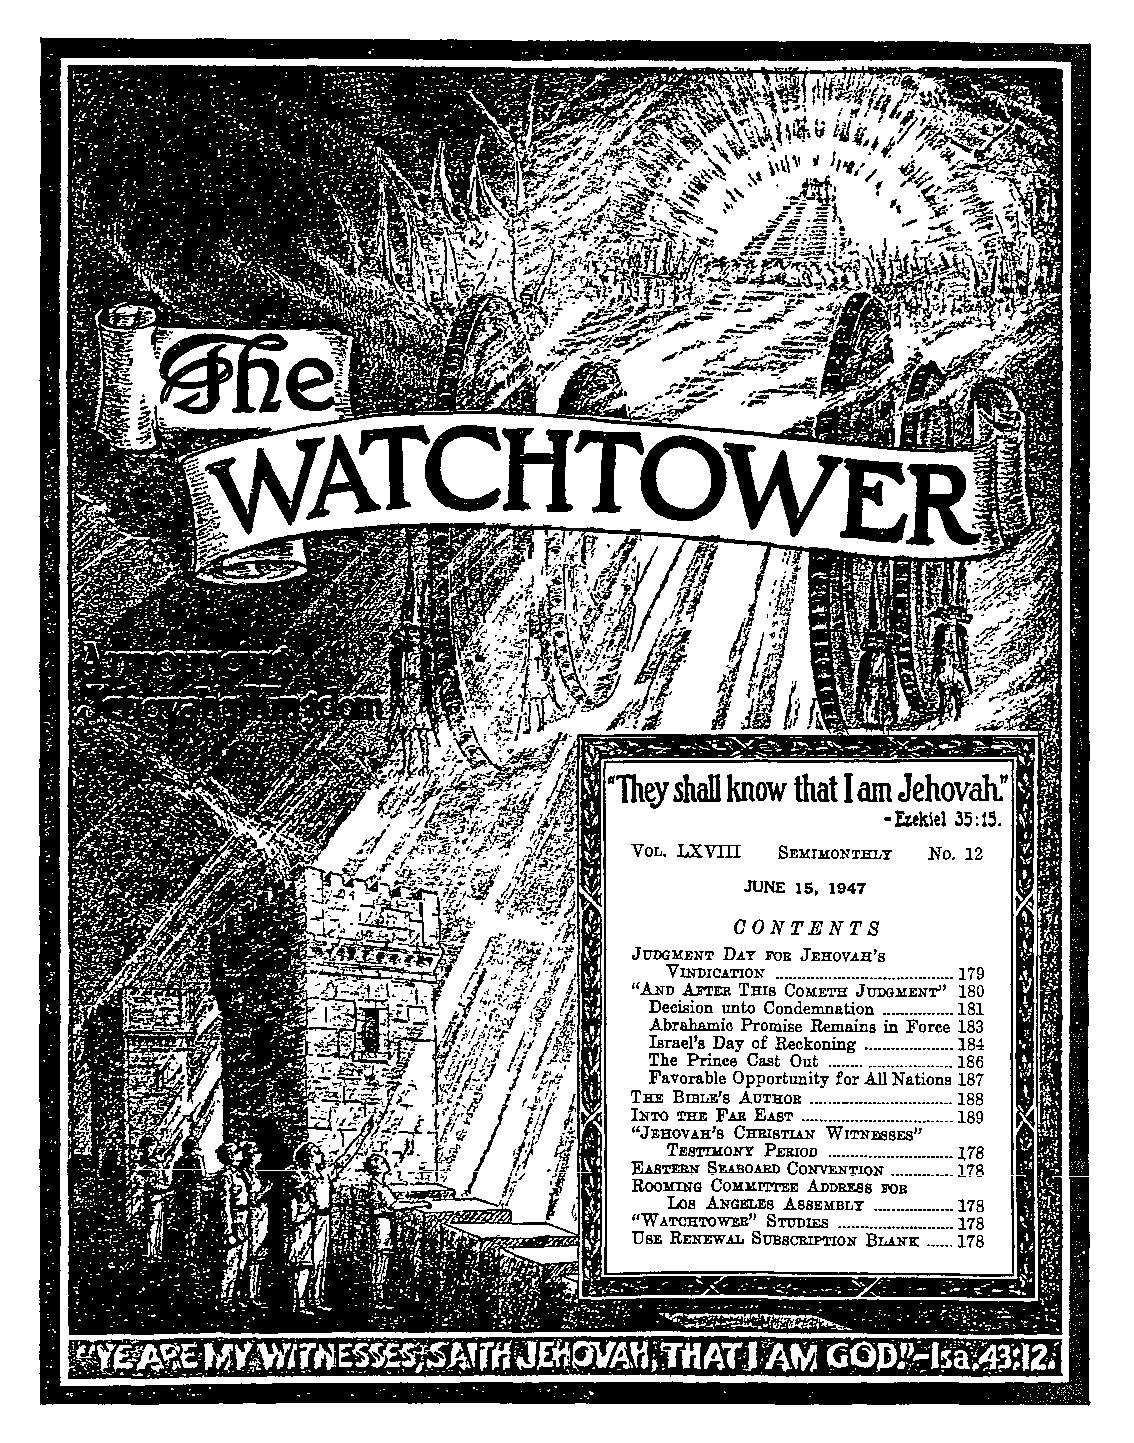 The
WATCHTOWER
Announcing
Jehovah's Kingdom
"They shall know that I am Jehovah."
-Ezekiel 35:15.
VOL. LXVIII SEMIMONTHLY No. 12
JUNE 15, 1947
CONTENTS
JUDGMENT DAY FOR JEHOVAH'S
VINDICATION ........ 179
"AND AFTER THIS COMETH JUDGMENT" 180
Decision unto Condemnation ........ 181
Abrahamic Promise Remains in Force 183
Israel's Day of Reckoning ........ 184
The Prince Cast Out ........ 186
Favorable Opportunity for All Nations 187
THE BIBLE'S AUTHOR ........ 188
INTO THE FAR EAST ........ 189
"JEHOVAH'S CHRISTIAN WITNESSES"
TESTIMONY PERIOD ........ 178
EASTERN SEABOARD CONVENTION ........ 178
ROOMING COMMITTEE ADDRESS FOR
LOS ANGELES ASSEMBLY ........ 178
"WATCHTOWER" STUDIES ........ 178
USE RENEWAL SUBSCRIPTION BLANK ...... 178
"YE ARE MY WITNESSES, SAITH JEHOVAH, THAT I AM GOD."-Isa. 43:12.